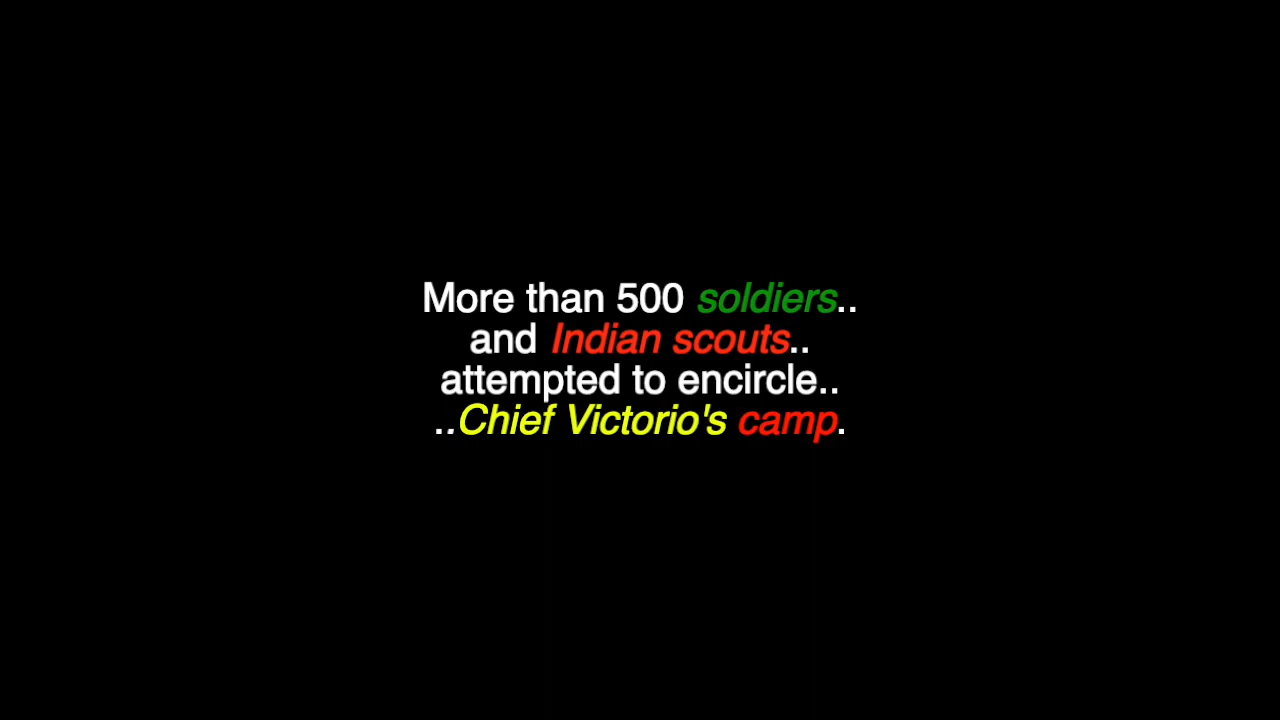 More than 500 soldiers..
and Indian scouts..
attempted to encircle..
..Chief Victorio's camp.